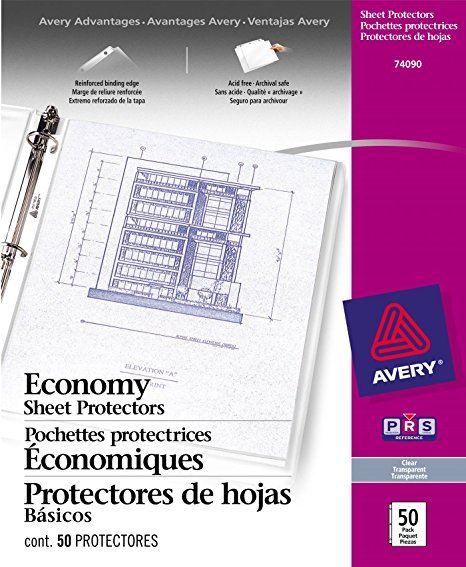 Avery Advantages • Avantages Avery • Ventajas Avery
Reinforced binding edge
Marge de reliure renforcée
Extremo reforzado de la tapa
Acid free • Archival safe
Sans acide • Qualité « archivage »
Seguro para archivour
Sheet Protectors
Pochettes protectrices
Protectores de hojas
74090
ELEVATION "A"
Economy
Sheet Protectors
Pochettes protectrices
Économiques
Protectores de hojas
Básicos
cont. 50 PROTECTORES
AVERY®
PRS
REFERENCE
Clear
Transparent
Transparente
50
Pack
Paquet
Piezas